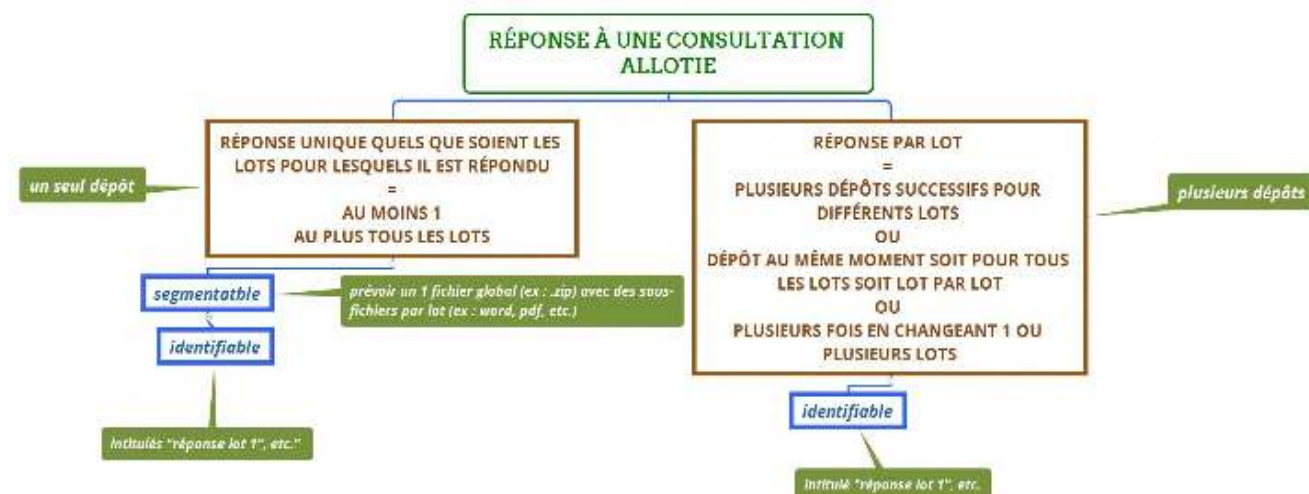 RÉPONSE À UNE CONSULTATION
ALLOTIE
RÉPONSE UNIQUE QUELS QUE SOIENT LES
LOTS POUR LESQUELS IL EST RÉPONDU
=
AU MOINS 1
AU PLUS TOUS LES LOTS
un seul dépôt
segmentatble
prévoir un 1 fichier global (ex : .zip) avec des sous-
fichiers par lot (ex : word, pdf, etc.)
identifiable
Intitulés "réponse lot 1", etc."
RÉPONSE PAR LOT
=
PLUSIEURS DÉPÔTS SUCCESSIFS POUR
DIFFÉRENTS LOTS
OU
DÉPÔT AU MÊME MOMENT SOIT POUR TOUS
LES LOTS SOIT LOT PAR LOT
OU
PLUSIEURS FOIS EN CHANGEANT 1 OU
PLUSIEURS LOTS
plusieurs dépôts
identifiable
Intitulé "réponse lot 1", etc.